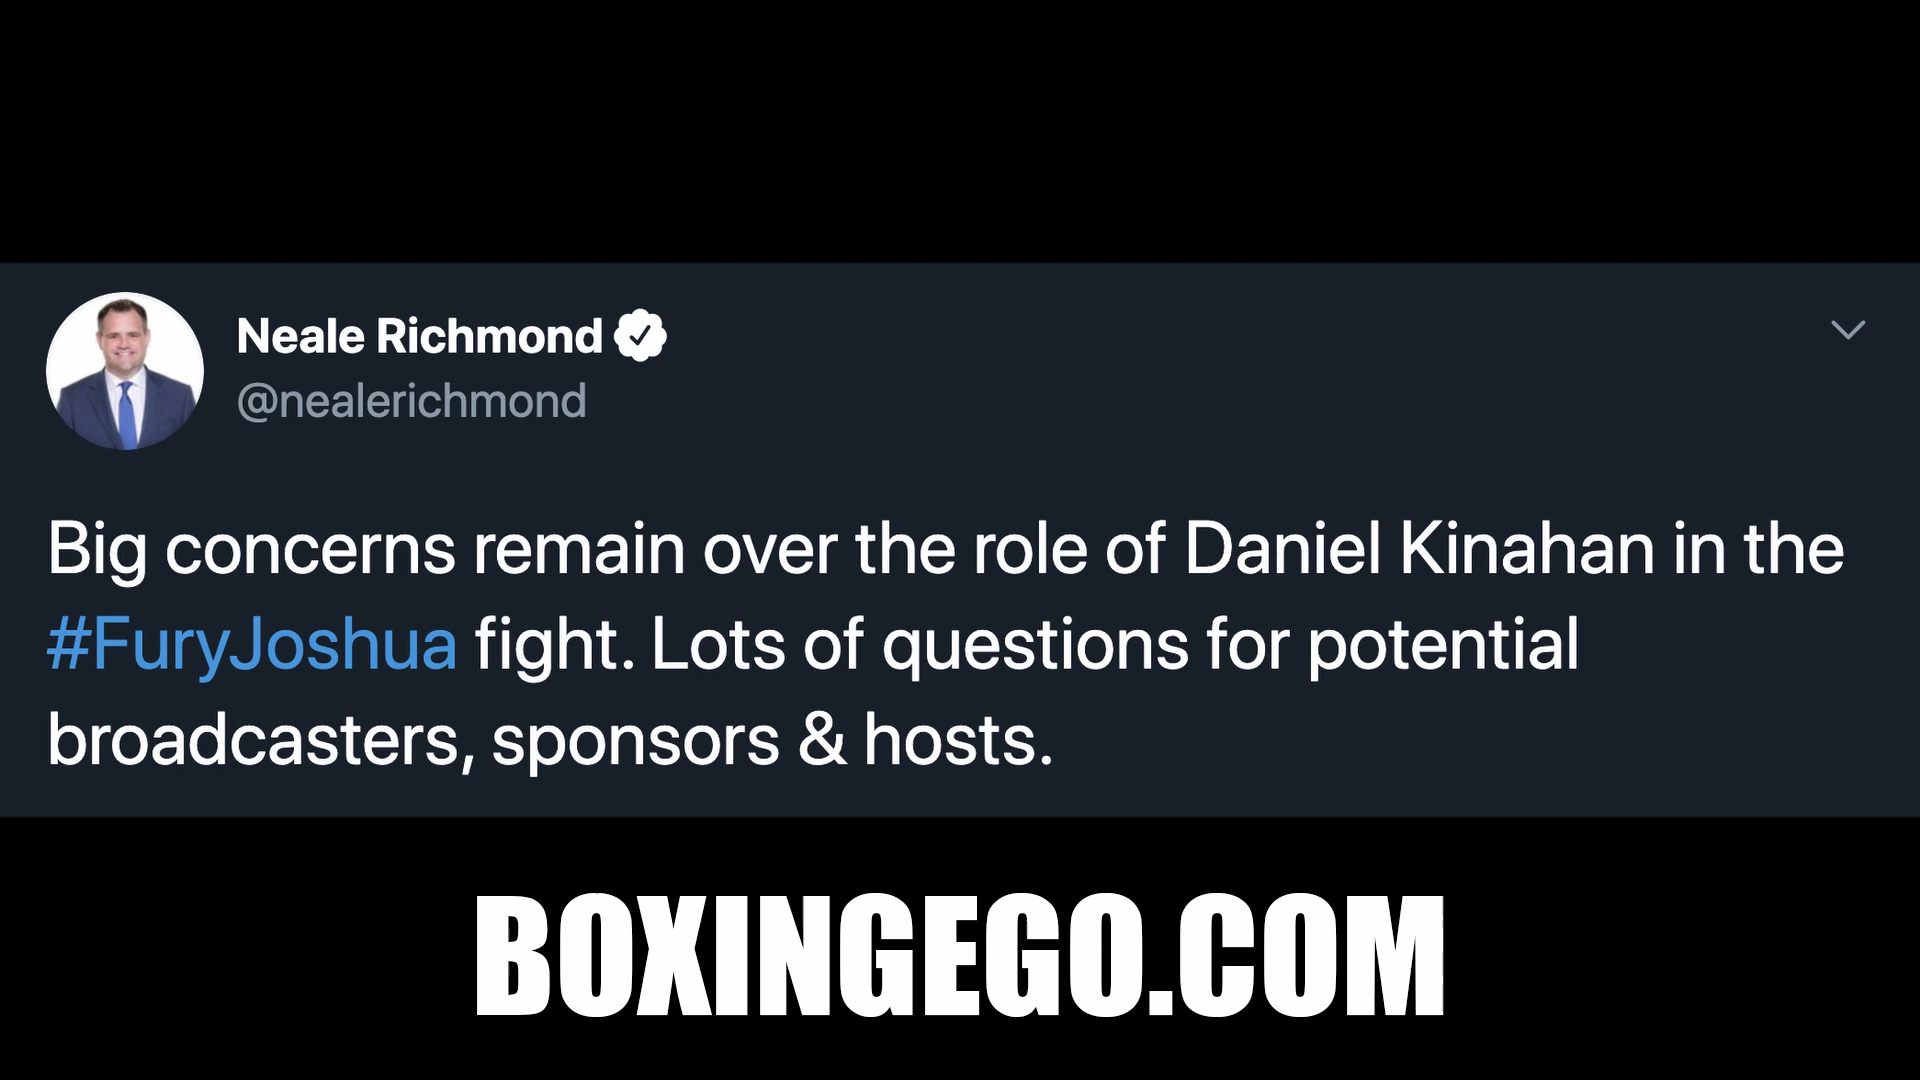 Neale Richmond
@nealerichmond
Big concerns remain over the role of Daniel Kinahan in the
#FuryJoshua fight. Lots of questions for potential
broadcasters, sponsors & hosts.
BOXINGEGO.COM